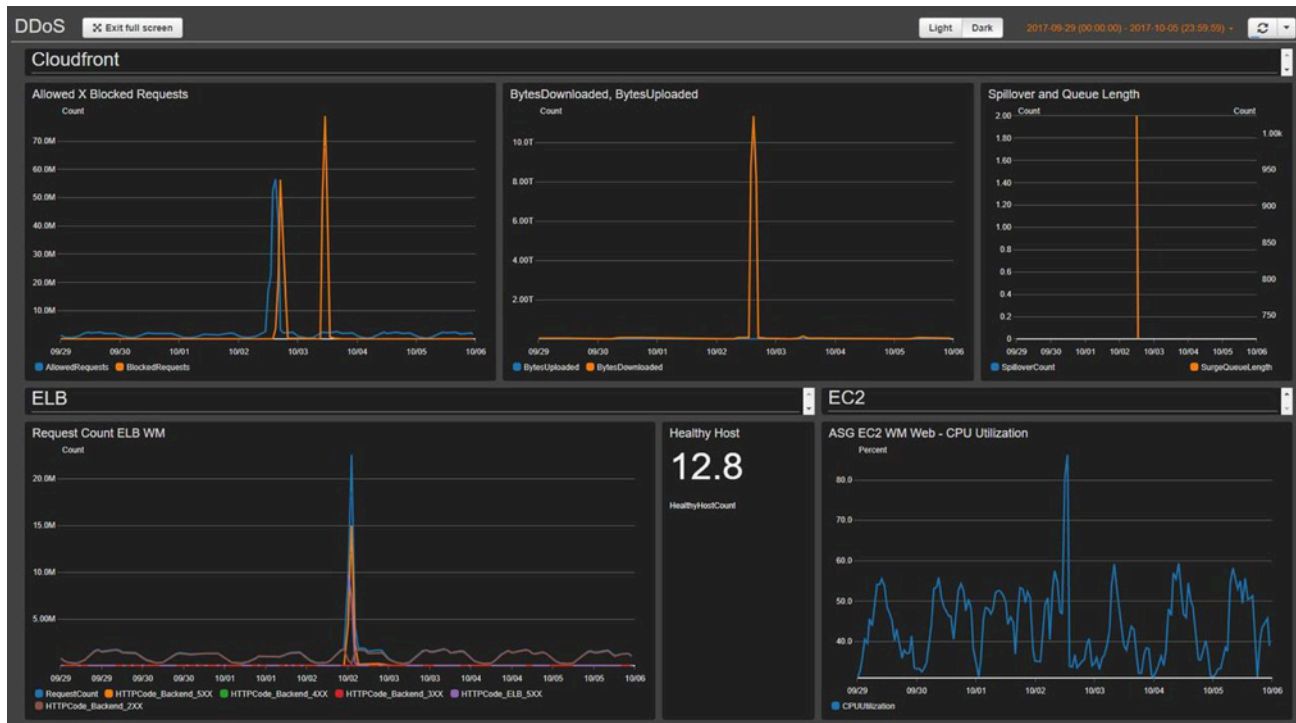 DDoS Exit full screen Light Dark 2017-09-29 (00:00:00) - 2017-10-05 (23:59:59)
Cloudfront
Allowed X Blocked Requests
Count
70.0M
60.0M
50.0M
40.0M
30.0M
20.0M
10.0M
09/29 09/30 10/01 10/02 10/03 10/04 10/05 10/06
AllowedRequests BlockedRequests
BytesDownloaded, BytesUploaded
Count
10.0T
8.00T
6.00T
4.00T
2.00T
09/29 09/30 10/01 10/02 10/03 10/04 10/05 10/06
BytesUploaded BytesDownloaded
Spillover and Queue Length
Count Count
2.00
1.80
1.60
1.40
1.20
1.00
0.8
0.6
0.4
0.2
0
1.00k
950
900
850
800
750
09/29 09/30 10/01 10/02 10/03 10/04 10/05 10/06
SpilloverCount SurgeQueueLength
ELB
Request Count ELB WM
Count
20.0M
15.0M
10.0M
5.00M
09/29 09/29 09/30 09/30 10/01 10/01 10/02 10/02 10/03 10/03 10/04 10/04 10/05 10/05 10/06
RequestCount HTTPCode_Backend_5XX HTTPCode_Backend_4XX HTTPCode_Backend_3XX HTTPCode_ELB_5XX
HTTPCode_Backend_2XX
Healthy Host
12.8
HealthyHostCount
EC2
ASG EC2 WM Web - CPU Utilization
Percent
80.0
70.0
60.0
50.0
40.0
09/29 09/30 10/01 10/02 10/03 10/04 10/05 10/06
CPUUtilization